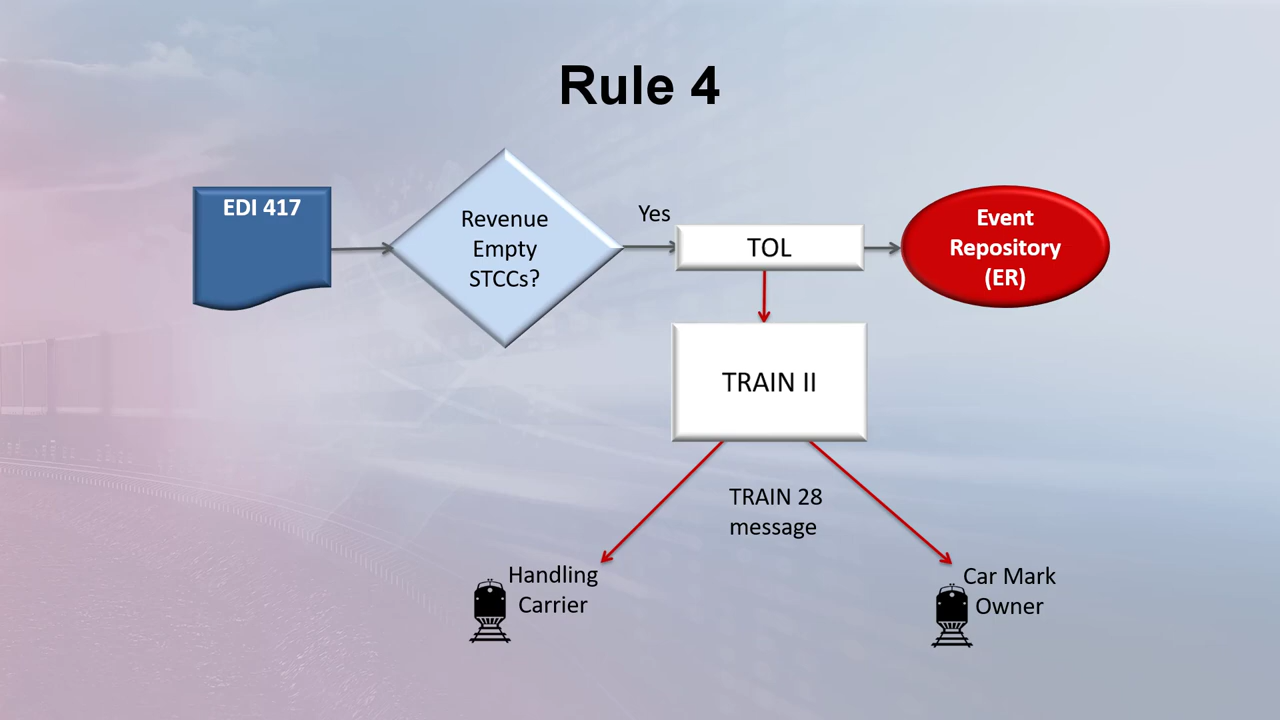 Rule 4
EDI 417
Revenue
Empty
STCCs?
Yes
TOL
Event
Repository
(ER)
TRAIN II
TRAIN 28
message
Handling
Carrier
Car Mark
Owner